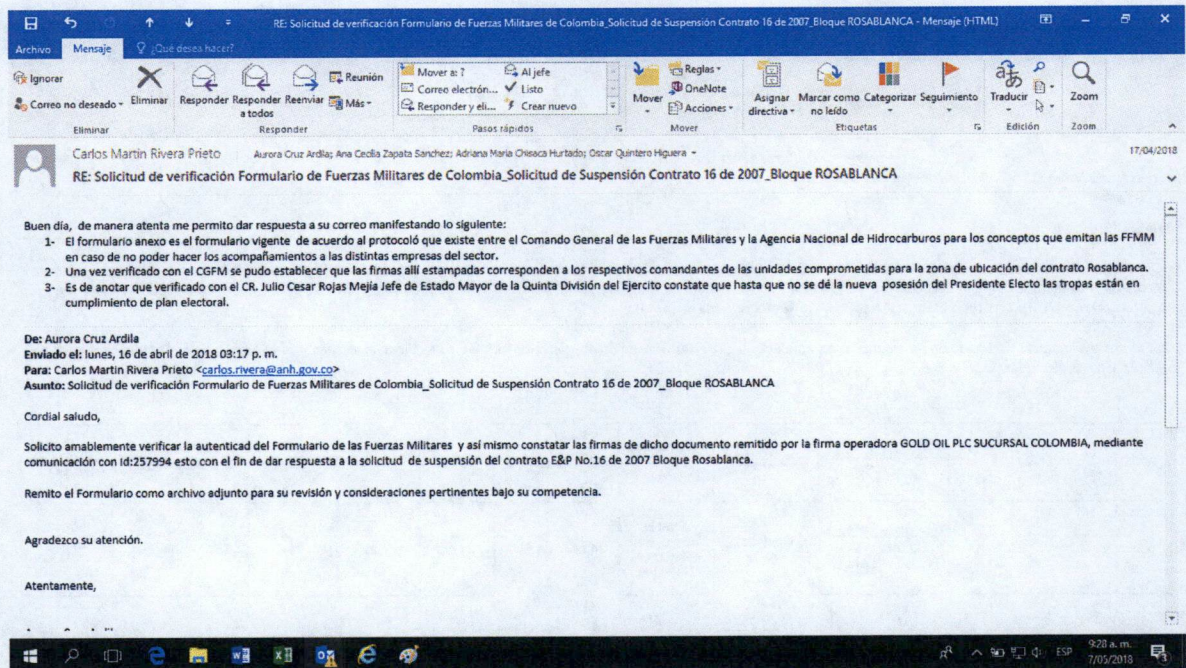 RE: Solicitud de verificación Formulario de Fuerzas Militares de Colombia_Solicitud de Suspensión Contrato 16 de 2007_Bloque ROSABLANCA - Mensaje (HTML)
Archivo Mensaje ¿Qué desea hacer?
Ignorar
Correo no deseado
Eliminar
Responder
Responder a todos
Reenviar
Reunión
Más
Mover a: ?
Correo electrón...
Responder y eli...
Al jefe
Listo
Crear nuevo
Mover
Reglas
OneNote
Acciones
Asignar directiva
Marcar como no leído
Categorizar
Seguimiento
Traducir
Zoom
Eliminar Responder Pasos rápidos Mover Etiquetas Edición Zoom
Carlos Martin Rivera Prieto Aurora Cruz Ardila; Ana Cecilia Zapata Sanchez; Adriana Maria Chisaca Hurtado; Oscar Quintero Higuera
17/04/2018
RE: Solicitud de verificación Formulario de Fuerzas Militares de Colombia_Solicitud de Suspensión Contrato 16 de 2007_Bloque ROSABLANCA
Buen día, de manera atenta me permito dar respuesta a su correo manifestando lo siguiente:
1- El formulario anexo es el formulario vigente de acuerdo al protocoló que existe entre el Comando General de las Fuerzas Militares y la Agencia Nacional de Hidrocarburos para los conceptos que emitan las FFMM
en caso de no poder hacer los acompañamientos a las distintas empresas del sector.
2- Una vez verificado con el CGFM se pudo establecer que las firmas allí estampadas corresponden a los respectivos comandantes de las unidades comprometidas para la zona de ubicación del contrato Rosablanca.
3- Es de anotar que verificado con el CR. Julio Cesar Rojas Mejía Jefe de Estado Mayor de la Quinta División del Ejercito constate que hasta que no se dé la nueva posesión del Presidente Electo las tropas están en
cumplimiento de plan electoral.
De: Aurora Cruz Ardila
Enviado el: lunes, 16 de abril de 2018 03:17 p. m.
Para: Carlos Martin Rivera Prieto <carlos.rivera@anh.gov.co>
Asunto: Solicitud de verificación Formulario de Fuerzas Militares de Colombia_Solicitud de Suspensión Contrato 16 de 2007_Bloque ROSABLANCA
Cordial saludo,
Solicito amablemente verificar la autenticad del Formulario de las Fuerzas Militares y así mismo constatar las firmas de dicho documento remitido por la firma operadora GOLD OIL PLC SUCURSAL COLOMBIA, mediante
comunicación con Id:257994 esto con el fin de dar respuesta a la solicitud de suspensión del contrato E&P No.16 de 2007 Bloque Rosablanca.
Remito el Formulario como archivo adjunto para su revisión y consideraciones pertinentes bajo su competencia.
Agradezco su atención.
Atentamente,
ESP
9:28 a. m.
7/05/2018